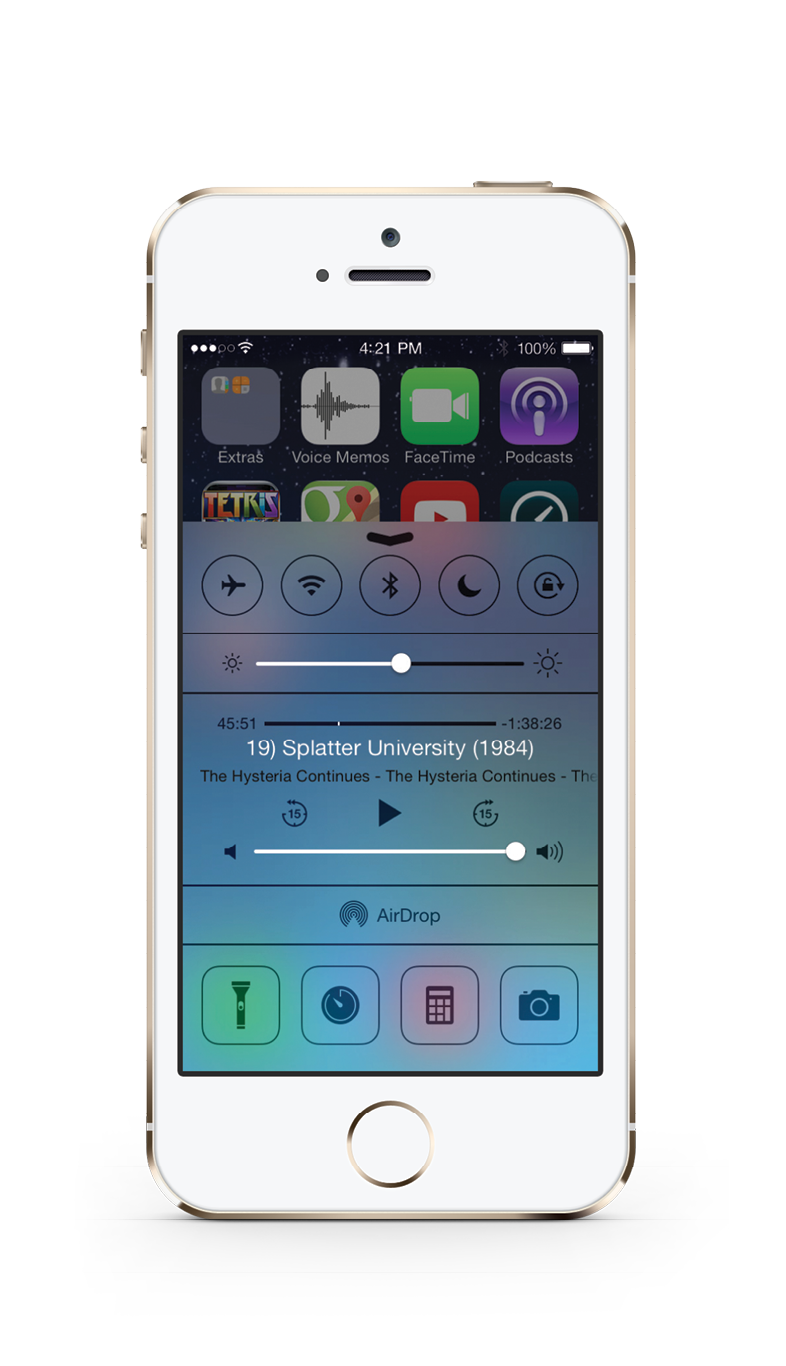 4:21 PM 100%
Extras Voice Memos FaceTime Podcasts
TETRIS
45:51 -1:38:26
19) Splatter University (1984)
The Hysteria Continues - The Hysteria Continues - The
15 15
AirDrop